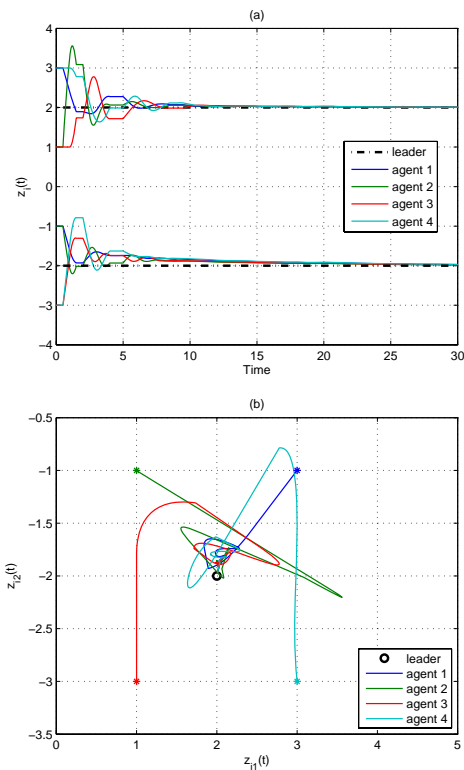 (a)
4
3
2
1
0
−1
−2
−3
−4
z_i(t)
leader
agent 1
agent 2
agent 3
agent 4
0 5 10 15 20 25 30
Time
(b)
−0.5
−1
−1.5
−2
−2.5
−3
−3.5
z_i2(t)
leader
agent 1
agent 2
agent 3
agent 4
0 1 2 3 4 5
z_i1(t)